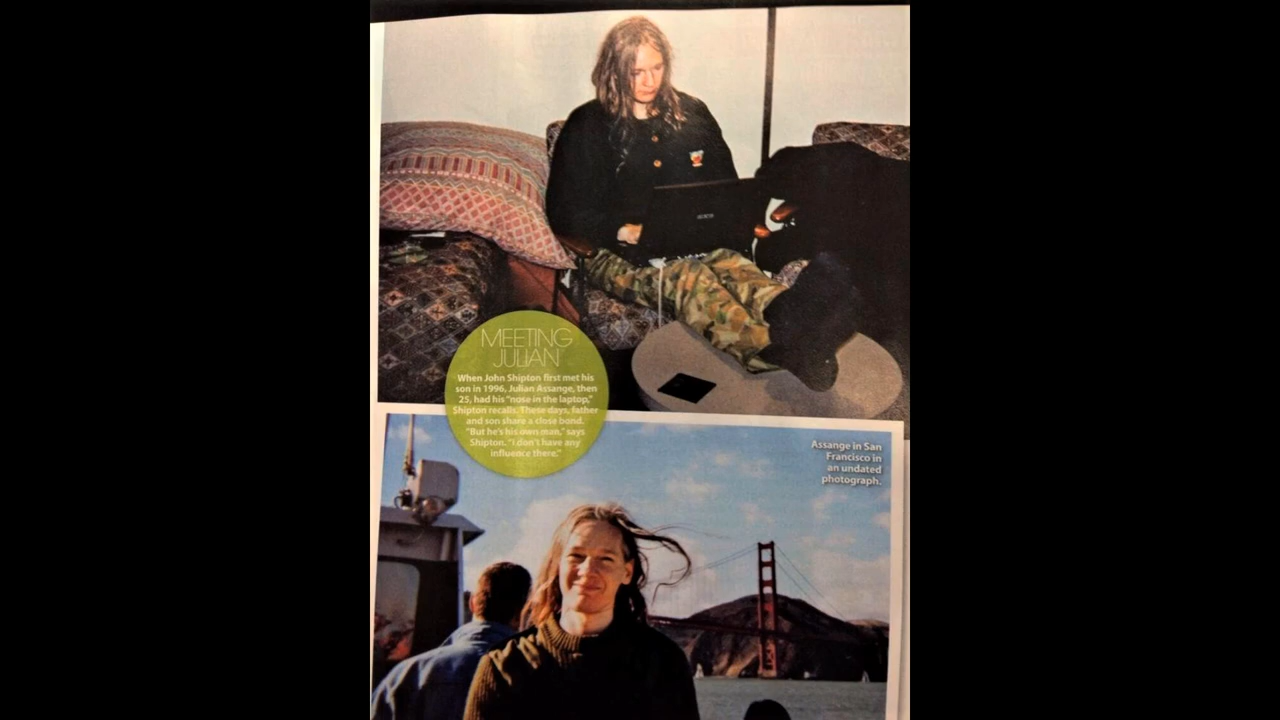 MEETING
JULIAN
When John Shipton first met his
son in 1996, Julian Assange, then
25, had his "nose in the laptop,"
Shipton recalls. These days, father
and son share a close bond.
"But he's his own man," says
Shipton. "I don't have any
influence there."
Assange in San
Francisco in
an undated
photograph.